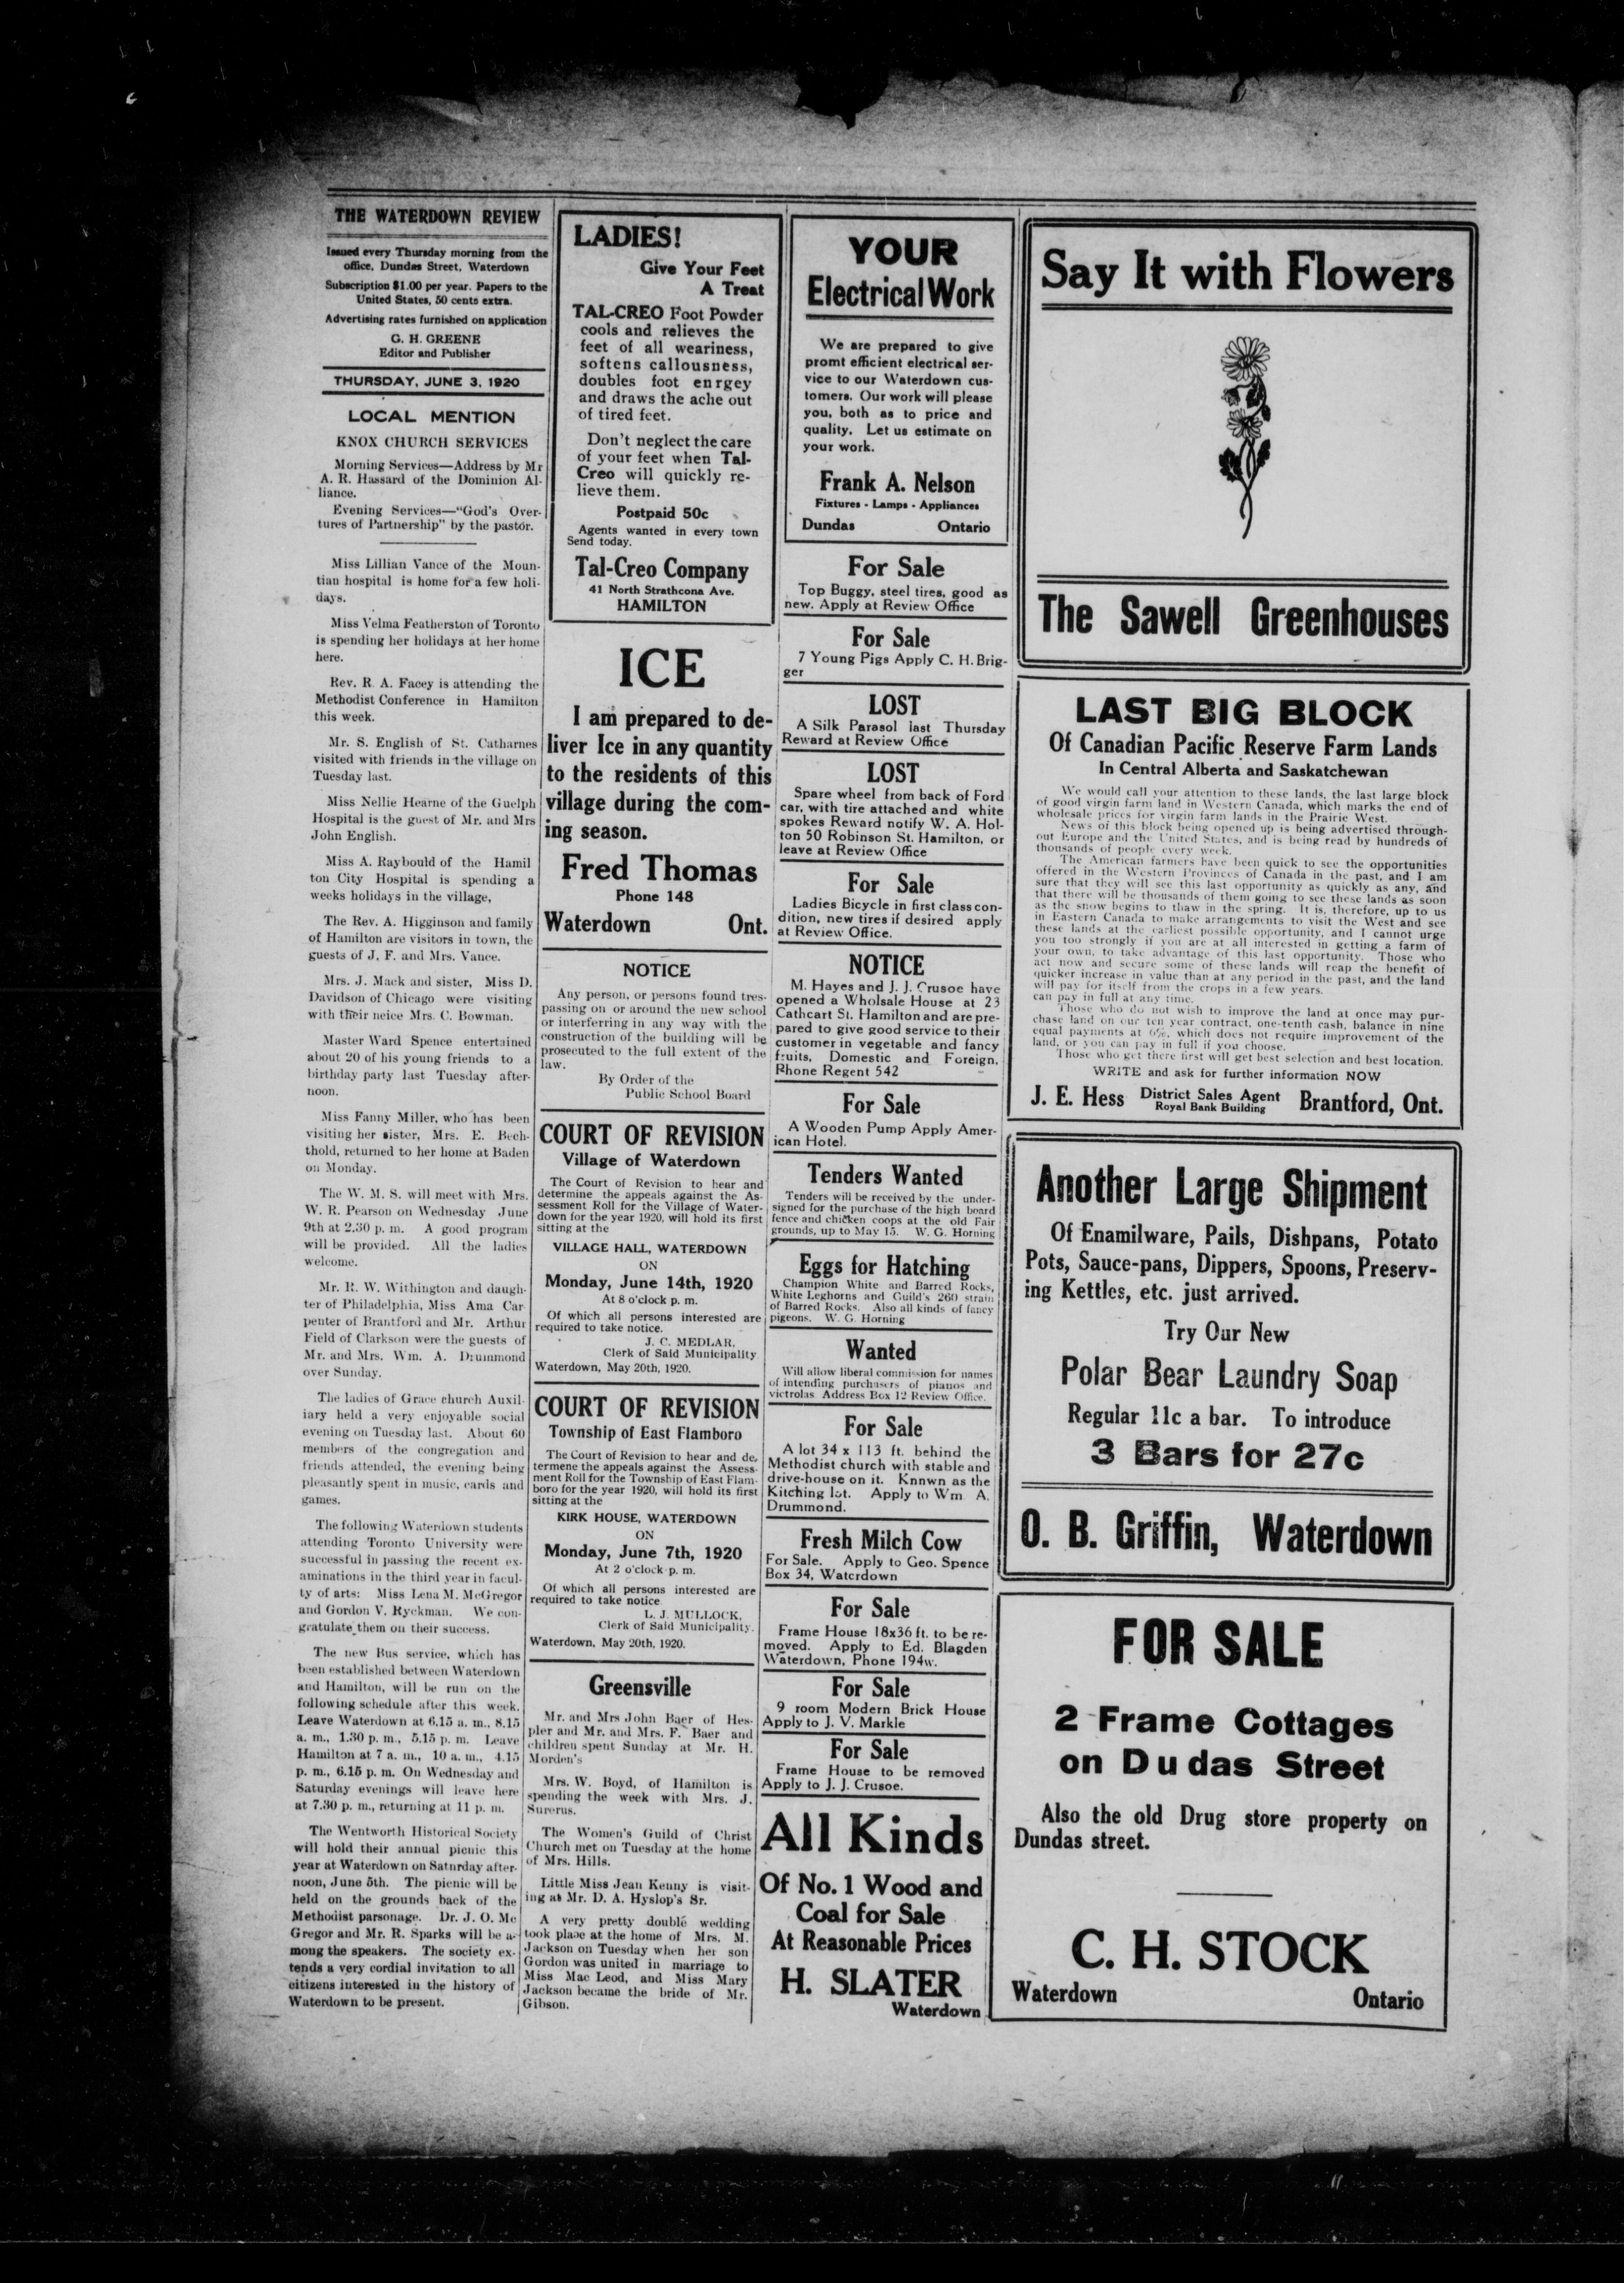 THE WATERDOWN REVIEW
Issued every Thursday morning from the
office, Dundas Street, Waterdown
Subscription $1.00 per year. Papers to the
United States, 50 cents extra.
Advertising rates furnished on application
G. H. GREENE
Editor and Publisher
THURSDAY, JUNE 3, 1920
LOCAL MENTION
KNOX CHURCH SERVICES
Morning Services—Address by Mr
A. R. Hassard of the Dominion Al-
liance.
Evening Services—"God's Over-
tures of Partnership" by the pastor.
Miss Lillian Vance of the Moun-
tian hospital is home for a few holi-
days.
Miss Velma Featherston of Toronto
is spending her holidays at her home
here.
Rev. R. A. Facey is attending the
Methodist Conference in Hamilton
this week.
Mr. S. English of St. Catharnes
visited with friends in the village on
Tuesday last.
Miss Nellie Hearne of the Guelph
Hospital is the guest of Mr. and Mrs
John English.
Miss A. Raybould of the Hamil
ton City Hospital is spending a
weeks holidays in the village,
The Rev. A. Higginson and family
of Hamilton are visitors in town, the
guests of J. F. and Mrs. Vance.
Mrs. J. Mack and sister, Miss D.
Davidson of Chicago were visiting
with their neice Mrs. C. Bowman.
Master Ward Spence entertained
about 20 of his young friends to a
birthday party last Tuesday after-
noon.
Miss Fanny Miller, who has been
visiting her sister, Mrs. E. Bech-
thold, returned to her home at Baden
on Monday.
The W. M. S. will meet with Mrs.
W. R. Pearson on Wednesday June
9th at 2.30 p. m. A good program
will be provided. All the ladies
welcome.
Mr. R. W. Withington and daugh-
ter of Philadelphia, Miss Ama Car
penter of Brantford and Mr. Arthur
Field of Clarkson were the guests of
Mr. and Mrs. Wm. A. Drummond
over Sunday.
The ladies of Grace church Auxil-
iary held a very enjoyable social
evening on Tuesday last. About 60
members of the congregation and
friends attended, the evening being
pleasantly spent in music, cards and
games.
The following Waterdown students
attending Toronto University were
successful in passing the recent ex-
aminations in the third year in facul-
ty of arts: Miss Lena M. McGregor
and Gordon V. Ryckman. We con-
gratulate them on their success.
The new Bus service, which has
been established between Waterdown
and Hamilton, will be run on the
following schedule after this week.
Leave Waterdown at 6.15 a. m., 8.15
a. m., 1.30 p. m., 5.15 p. m. Leave
Hamilton at 7 a. m., 10 a. m., 4.15
p. m., 6.15 p. m. On Wednesday and
Saturday evenings will leave here
at 7.30 p. m., returning at 11 p. m.
The Wentworth Historical Society
will hold their annual picnic this
year at Waterdown on Saturday after-
noon, June 5th. The picnic will be
held on the grounds back of the
Methodist parsonage. Dr. J. O. Mc
Gregor and Mr. R. Sparks will be a-
mong the speakers. The society ex-
tends a very cordial invitation to all
citizens interested in the history of
Waterdown to be present.
LADIES!
Give Your Feet
A Treat
TAL-CREO Foot Powder
cools and relieves the
feet of all weariness,
softens callousness,
doubles foot enrgey
and draws the ache out
of tired feet.
Don't neglect the care
of your feet when Tal-
Creo will quickly re-
lieve them.
Postpaid 50c
Agents wanted in every town
Send today.
Tal-Creo Company
41 North Strathcona Ave.
HAMILTON
ICE
I am prepared to de-
liver Ice in any quantity
to the residents of this
village during the com-
ing season.
Fred Thomas
Phone 148
Waterdown Ont.
NOTICE
Any person, or persons found tres-
passing on or around the new school
or interferring in any way with the
construction of the building will be
prosecuted to the full extent of the
law.
By Order of the
Public School Board
COURT OF REVISION
Village of Waterdown
The Court of Revision to hear and
determine the appeals against the As-
sessment Roll for the Village of Water-
down for the year 1920, will hold its first
sitting at the
VILLAGE HALL, WATERDOWN
ON
Monday, June 14th, 1920
At 8 o'clock p. m.
Of which all persons interested are
required to take notice.
J. C. MEDLAR,
Clerk of Said Municipality
Waterdown, May 20th, 1920.
COURT OF REVISION
Township of East Flamboro
The Court of Revision to hear and de,
termene the appeals against the Assess-
ment Roll for the Township of East Flam-
boro for the year 1920, will hold its first
sitting at the
KIRK HOUSE, WATERDOWN
ON
Monday, June 7th, 1920
At 2 o'clock p. m.
Of which all persons interested are
required to take notice
L. J. MULLOCK,
Clerk of Said Municipality.
Waterdown, May 20th, 1920.
Greensville
Mr. and Mrs John Baer of Hes-
pler and Mr. and Mrs. F. Baer and
children spent Sunday at Mr. H.
Morden's
Mrs. W. Boyd, of Hamilton is
spending the week with Mrs. J.
Surerus.
The Women's Guild of Christ
Church met on Tuesday at the home
of Mrs. Hills.
Little Miss Jean Kenny is visit-
ing at Mr. D. A. Hyslop's Sr.
A very pretty double wedding
took place at the home of Mrs. M.
Jackson on Tuesday when her son
Gordon was united in marriage to
Miss Mac Leod, and Miss Mary
Jackson became the bride of Mr.
Gibson.
YOUR
Electrical Work
We are prepared to give
promt efficient electrical ser-
vice to our Waterdown cus-
tomers. Our work will please
you, both as to price and
quality. Let us estimate on
your work.
Frank A. Nelson
Fixtures - Lamps - Appliances
Dundas Ontario
For Sale
Top Buggy, steel tires, good as
new. Apply at Review Office
For Sale
7 Young Pigs Apply C. H. Brig-
ger
LOST
A Silk Parasol last Thursday
Reward at Review Office
LOST
Spare wheel from back of Ford
car, with tire attached and white
spokes Reward notify W. A. Hol-
ton 50 Robinson St. Hamilton, or
leave at Review Office
For Sale
Ladies Bicycle in first class con-
dition, new tires if desired apply
at Review Office.
NOTICE
M. Hayes and J. J. Crusoe have
opened a Wholsale House at 23
Cathcart St. Hamilton and are pre-
pared to give good service to their
customer in vegetable and fancy
fruits, Domestic and Foreign.
Phone Regent 542
For Sale
A Wooden Pump Apply Amer-
ican Hotel.
Tenders Wanted
Tenders will be received by the under-
signed for the purchase of the high board
fence and chicken coops at the old Fair
grounds, up to May 15. W. G. Horning
Eggs for Hatching
Champion White and Barred Rocks,
White Leghorns and Guild's 260 strain
of Barred Rocks. Also all kinds of fancy
pigeons. W. G. Horning
Wanted
Will allow liberal commission for names
of intending purchasers of pianos and
victrolas. Address Box 12 Review Office.
For Sale
A lot 34 x 113 ft. behind the
Methodist church with stable and
drive-house on it. Knnwn as the
Kitching lot. Apply to Wm A.
Drummond.
Fresh Milch Cow
For Sale. Apply to Geo. Spence
Box 34, Waterdown
For Sale
Frame House 18x36 ft. to be re-
moved. Apply to Ed. Blagden
Waterdown, Phone 194w.
For Sale
9 room Modern Brick House
Apply to J. V. Markle
For Sale
Frame House to be removed
Apply to J. J. Crusoe.
All Kinds
Of No. 1 Wood and
Coal for Sale
At Reasonable Prices
H. SLATER
Waterdown
Say It with Flowers
The Sawell Greenhouses
LAST BIG BLOCK
Of Canadian Pacific Reserve Farm Lands
In Central Alberta and Saskatchewan
We would call your attention to these lands, the last large block
of good virgin farm land in Western Canada, which marks the end of
wholesale prices for virgin farm lands in the Prairie West.
News of this block being opened up is being advertised through-
out Europe and the United States, and is being read by hundreds of
thousands of people every week.
The American farmers have been quick to see the opportunities
offered in the Western Provinces of Canada in the past, and I am
sure that they will see this last opportunity as quickly as any, and
that there will be thousands of them going to see these lands as soon
as the snow begins to thaw in the spring. It is, therefore, up to us
in Eastern Canada to make arrangements to visit the West and see
these lands at the earliest possible opportunity, and I cannot urge
you too strongly if you are at all interested in getting a farm of
your own, to take advantage of this last opportunity. Those who
act now and secure some of these lands will reap the benefit of
quicker increase in value than at any period in the past, and the land
will pay for itself from the crops in a few years.
can pay in full at any time.
Those who do not wish to improve the land at once may pur-
chase land on our ten year contract, one-tenth cash, balance in nine
equal payments at 6%, which does not require improvement of the
land, or you can pay in full if you choose.
Those who get there first will get best selection and best location.
WRITE and ask for further information NOW
J. E. Hess District Sales Agent
Royal Bank Building Brantford, Ont.
Another Large Shipment
Of Enamilware, Pails, Dishpans, Potato
Pots, Sauce-pans, Dippers, Spoons, Preserv-
ing Kettles, etc. just arrived.
Try Our New
Polar Bear Laundry Soap
Regular 11c a bar. To introduce
3 Bars for 27c
O. B. Griffin, Waterdown
FOR SALE
2 Frame Cottages
on Du das Street
Also the old Drug store property on
Dundas street.
C. H. STOCK
Waterdown Ontario